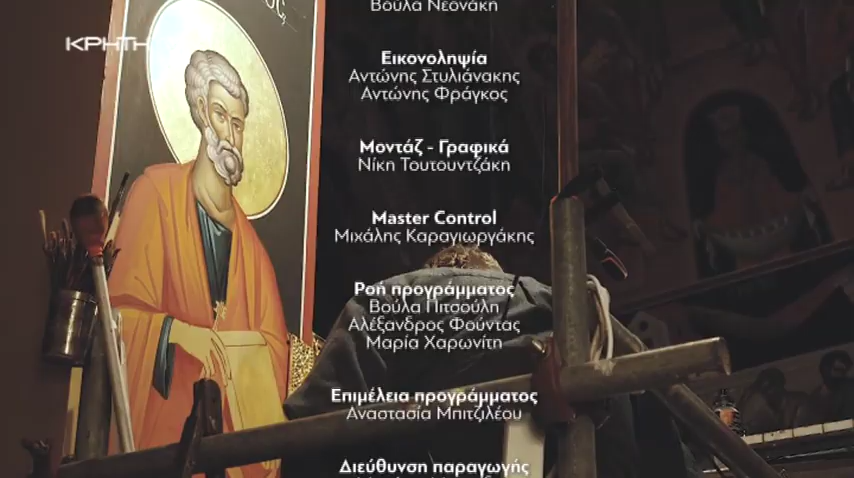 ΚΡΗΤΗ
Βούλα Νεονάκη
Εικονοληψία
Αντώνης Στυλιάνακης
Αντώνης Φράγκος
Μοντάζ - Γραφικά
Νίκη Τουτουντζάκη
Master Control
Μιχάλης Καραγιωργάκης
Ροή προγράμματος
Βούλα Πιτσούλη
Αλέξανδρος Φούντας
Μαρία Χαρωνίτη
Επιμέλεια προγράμματος
Αναστασία Μπιτζιλέου
Διεύθυνση παραγωγής